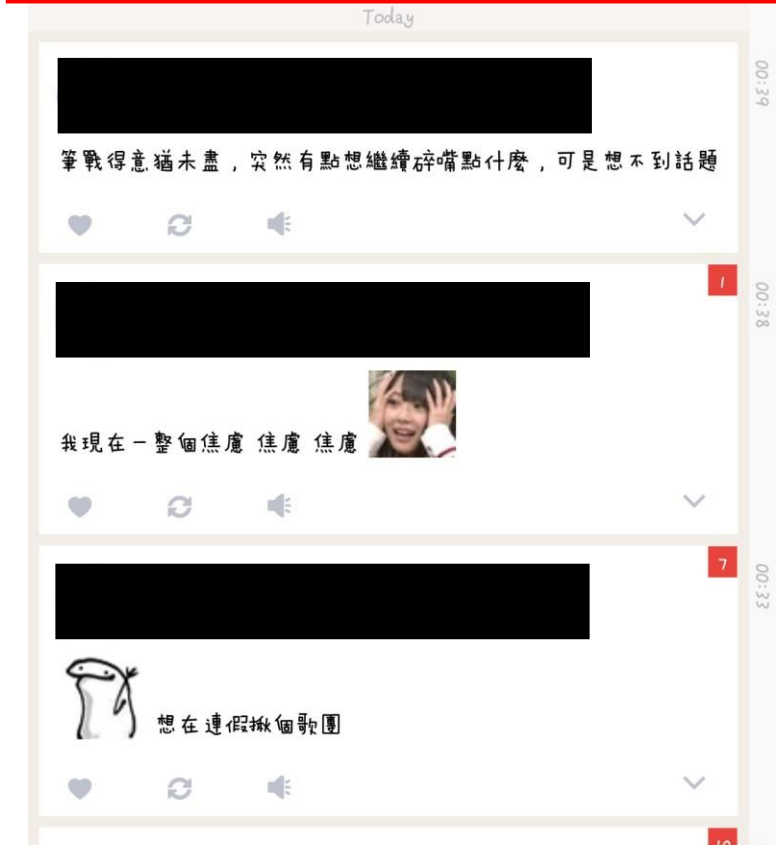 Today
00:39
筆戰得意猶未盡，突然有點想繼續碎嘴點什麼，可是想不到話題
1
00:38
我現在一整個焦慮 焦慮 焦慮
7
00:33
想在連假揪個歌團